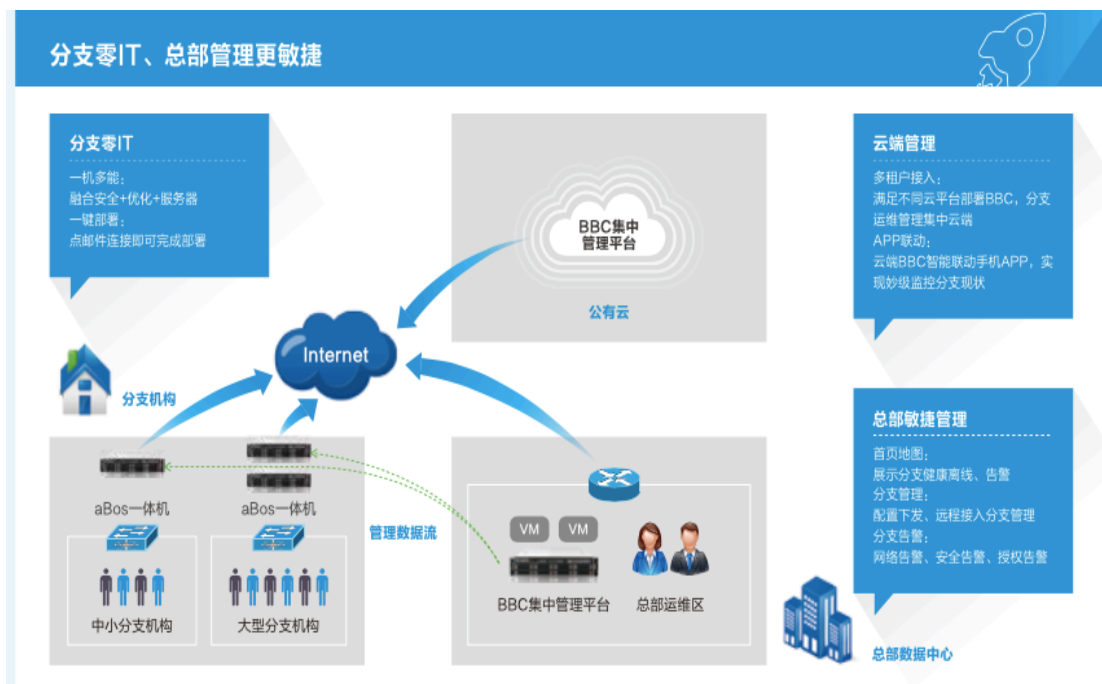 分支零IT、总部管理更敏捷
分支零IT
一机多能：
融合安全+优化+服务器
一键部署：
点邮件连接即可完成部署
BBC集中
管理平台
公有云
云端管理
多租户接入：
满足不同云平台部署BBC，分支
运维管理集中云端
APP联动：
云端BBC智能联动手机APP，实
现妙级监控分支现状
Internet
分支机构
aBos一体机
aBos一体机
中小分支机构
大型分支机构
管理数据流
VM
VM
BBC集中管理平台
总部运维区
总部敏捷管理
首页地图：
展示分支健康离线、告警
分支管理：
配置下发、远程接入分支管理
分支告警：
网络告警、安全告警、授权告警
总部数据中心